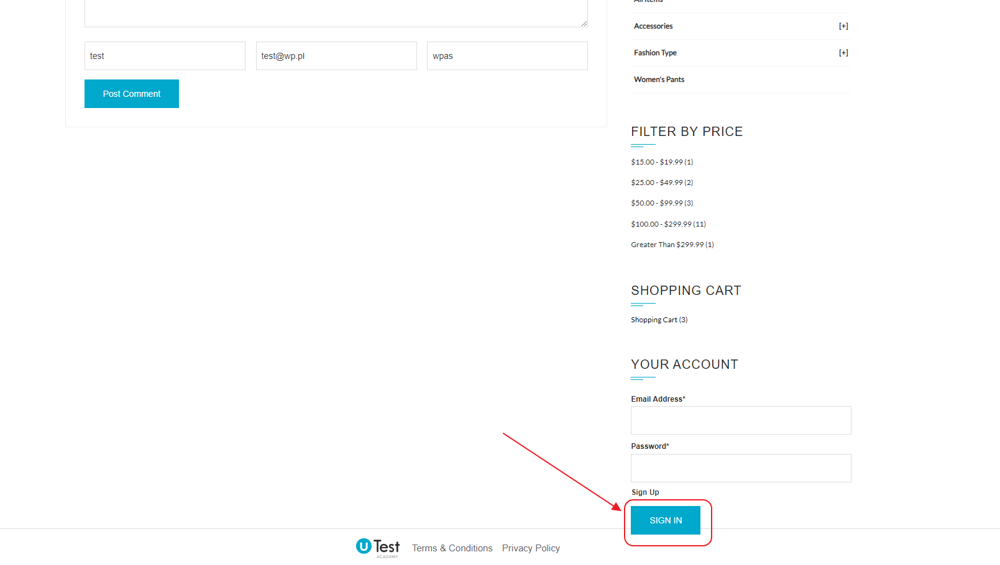 test
test@wp.pl
wpas
Post Comment
All Items
Accessories [+]
Fashion Type [+]
Women's Pants
FILTER BY PRICE
$15.00 - $19.99 (1)
$25.00 - $49.99 (2)
$50.00 - $99.99 (3)
$100.00 - $299.99 (11)
Greater Than $299.99 (1)
SHOPPING CART
Shopping Cart (3)
YOUR ACCOUNT
Email Address*
Password*
Sign Up
SIGN IN
U Test
ACADEMY
Terms & Conditions
Privacy Policy